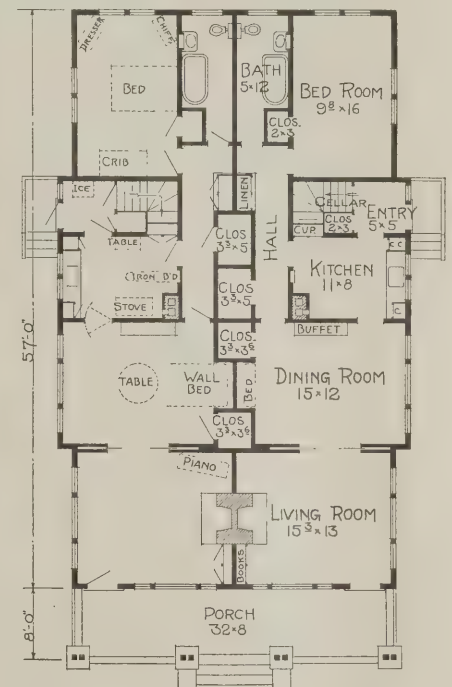 DRESSER
CHIFF.
BED
CRIB
BATH
5×12
BED ROOM
9⁸×16
CLOS.
2×3
ICE
LINEN
CELLAR
CLOS
2×3
ENTRY
5×5
CUP.
TABLE
CLOS
3³×5
HALL
C C
KITCHEN
11×8
IRON B'D
CLOS
3³×5
STOVE
C
CLOS.
3³×3⁶
BUFFET
TABLE
WALL
BED
BED
DINING ROOM
15×12
CLOS
3³×3⁶
PIANO
LIVING ROOM
15³×13
BOOKS
57'-0"
8'-0"
PORCH
32×8